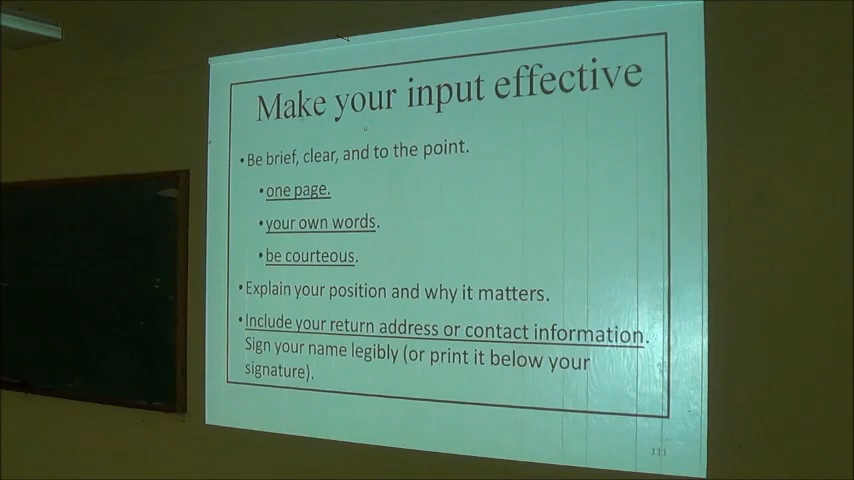 Make your input effective
•Be brief, clear, and to the point.
•one page.
•your own words.
•be courteous.
•Explain your position and why it matters.
•Include your return address or contact information.
Sign your name legibly (or print it below your
signature).
111